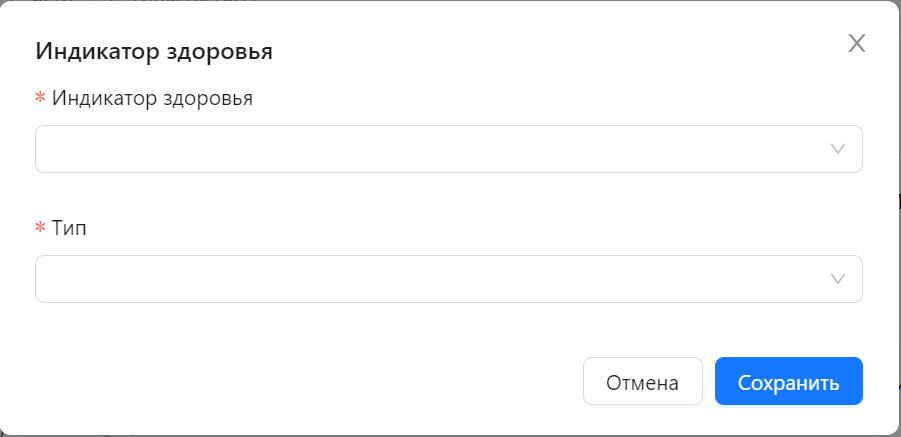 Индикатор здоровья
* Индикатор здоровья
* Тип
Отмена
Сохранить